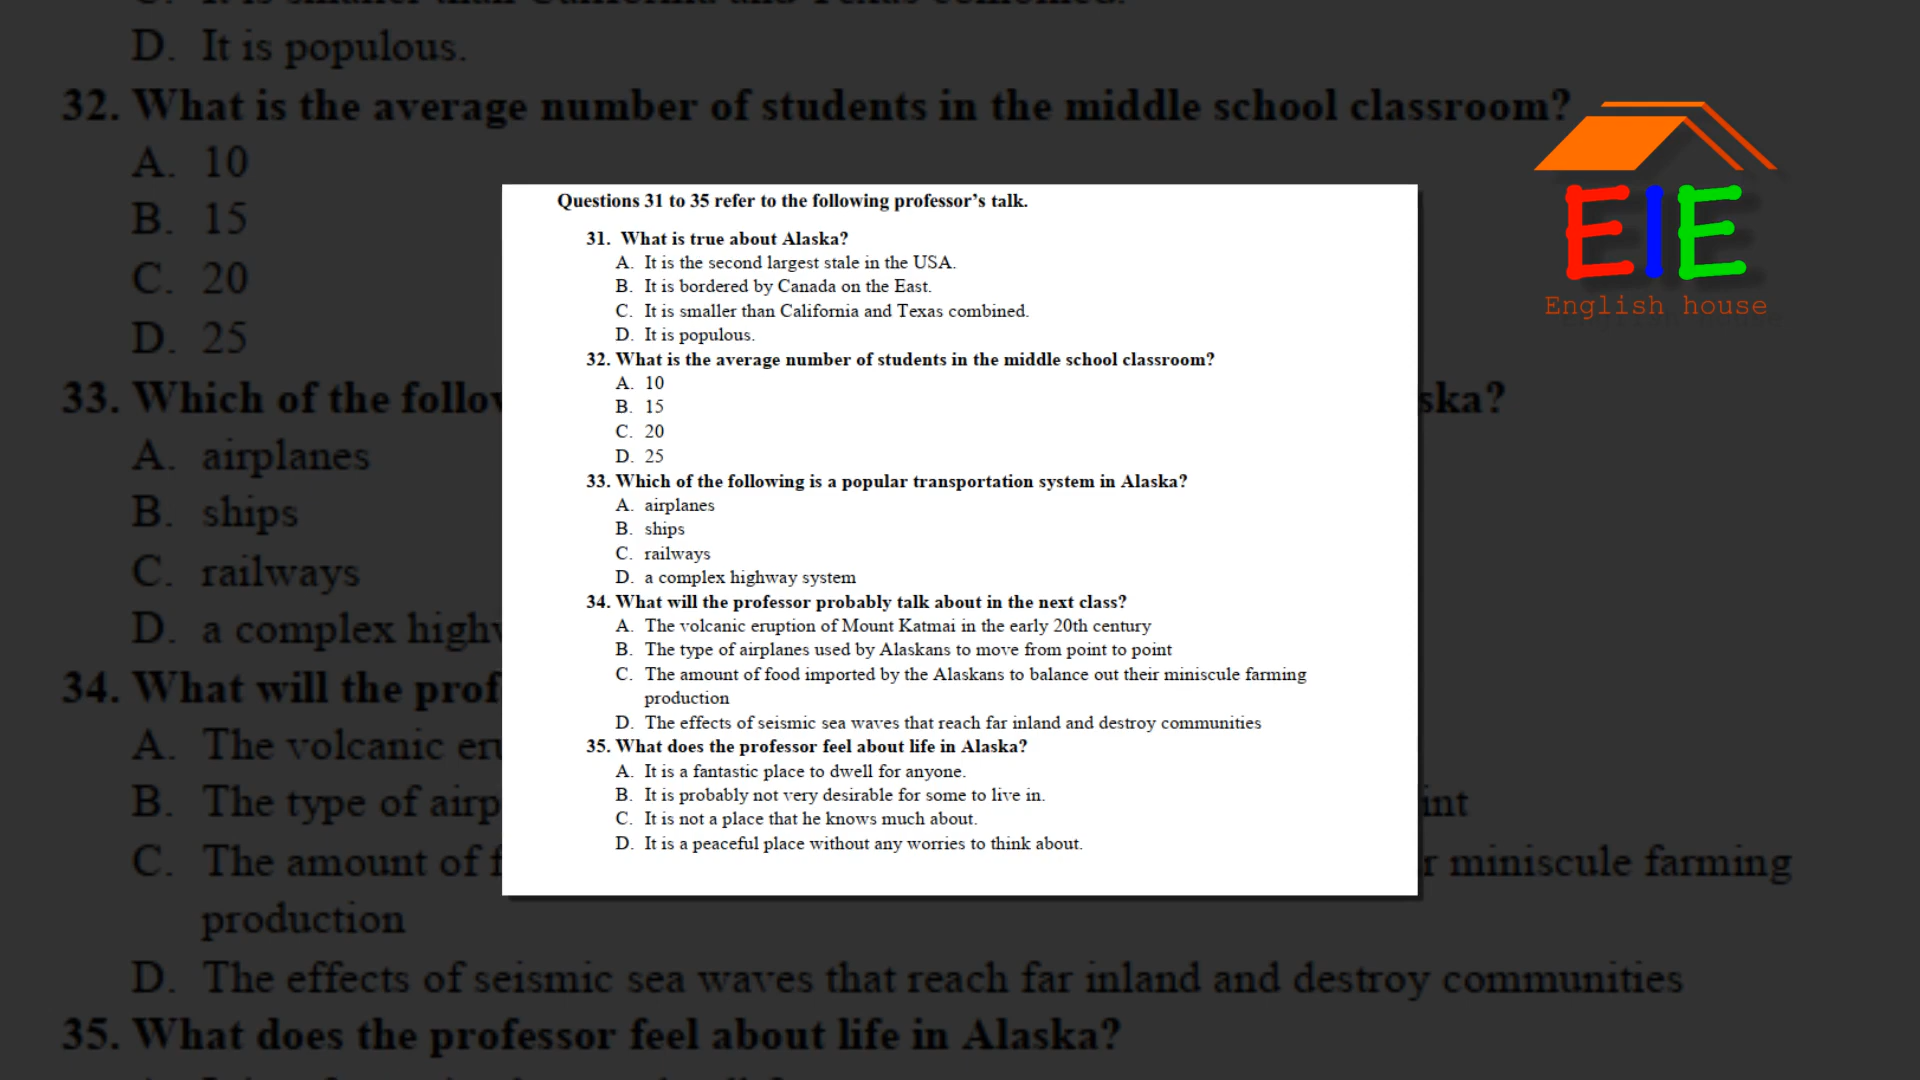 D. It is populous.
32. What is the average number of students in the middle school classroom?
A. 10
B. 15
C. 20
D. 25
33. Which of the follow
ska?
A. airplanes
B. ships
C. railways
D. a complex highw
34. What will the prof
A. The volcanic eru
B. The type of airp
int
C. The amount of f
r miniscule farming
production
D. The effects of seismic sea waves that reach far inland and destroy communities
35. What does the professor feel about life in Alaska?
Questions 31 to 35 refer to the following professor’s talk.
31. What is true about Alaska?
A. It is the second largest stale in the USA.
B. It is bordered by Canada on the East.
C. It is smaller than California and Texas combined.
D. It is populous.
32. What is the average number of students in the middle school classroom?
A. 10
B. 15
C. 20
D. 25
33. Which of the following is a popular transportation system in Alaska?
A. airplanes
B. ships
C. railways
D. a complex highway system
34. What will the professor probably talk about in the next class?
A. The volcanic eruption of Mount Katmai in the early 20th century
B. The type of airplanes used by Alaskans to move from point to point
C. The amount of food imported by the Alaskans to balance out their miniscule farming
production
D. The effects of seismic sea waves that reach far inland and destroy communities
35. What does the professor feel about life in Alaska?
A. It is a fantastic place to dwell for anyone.
B. It is probably not very desirable for some to live in.
C. It is not a place that he knows much about.
D. It is a peaceful place without any worries to think about.
EIE
English house